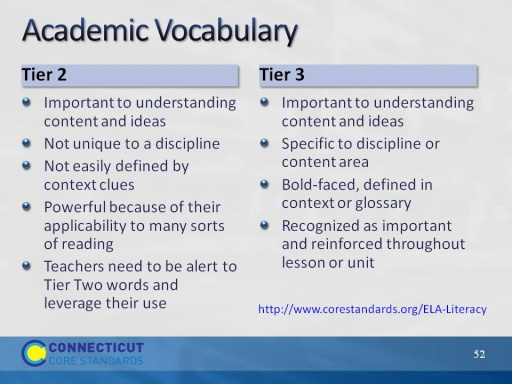 Academic Vocabulary
Tier 2
Important to understanding
content and ideas
Not unique to a discipline
Not easily defined by
context clues
Powerful because of their
applicability to many sorts
of reading
Teachers need to be alert to
Tier Two words and
leverage their use
Tier 3
Important to understanding
content and ideas
Specific to discipline or
content area
Bold-faced, defined in
context or glossary
Recognized as important
and reinforced throughout
lesson or unit
http://www.corestandards.org/ELA-Literacy
CONNECTICUT
CORE STANDARDS
52